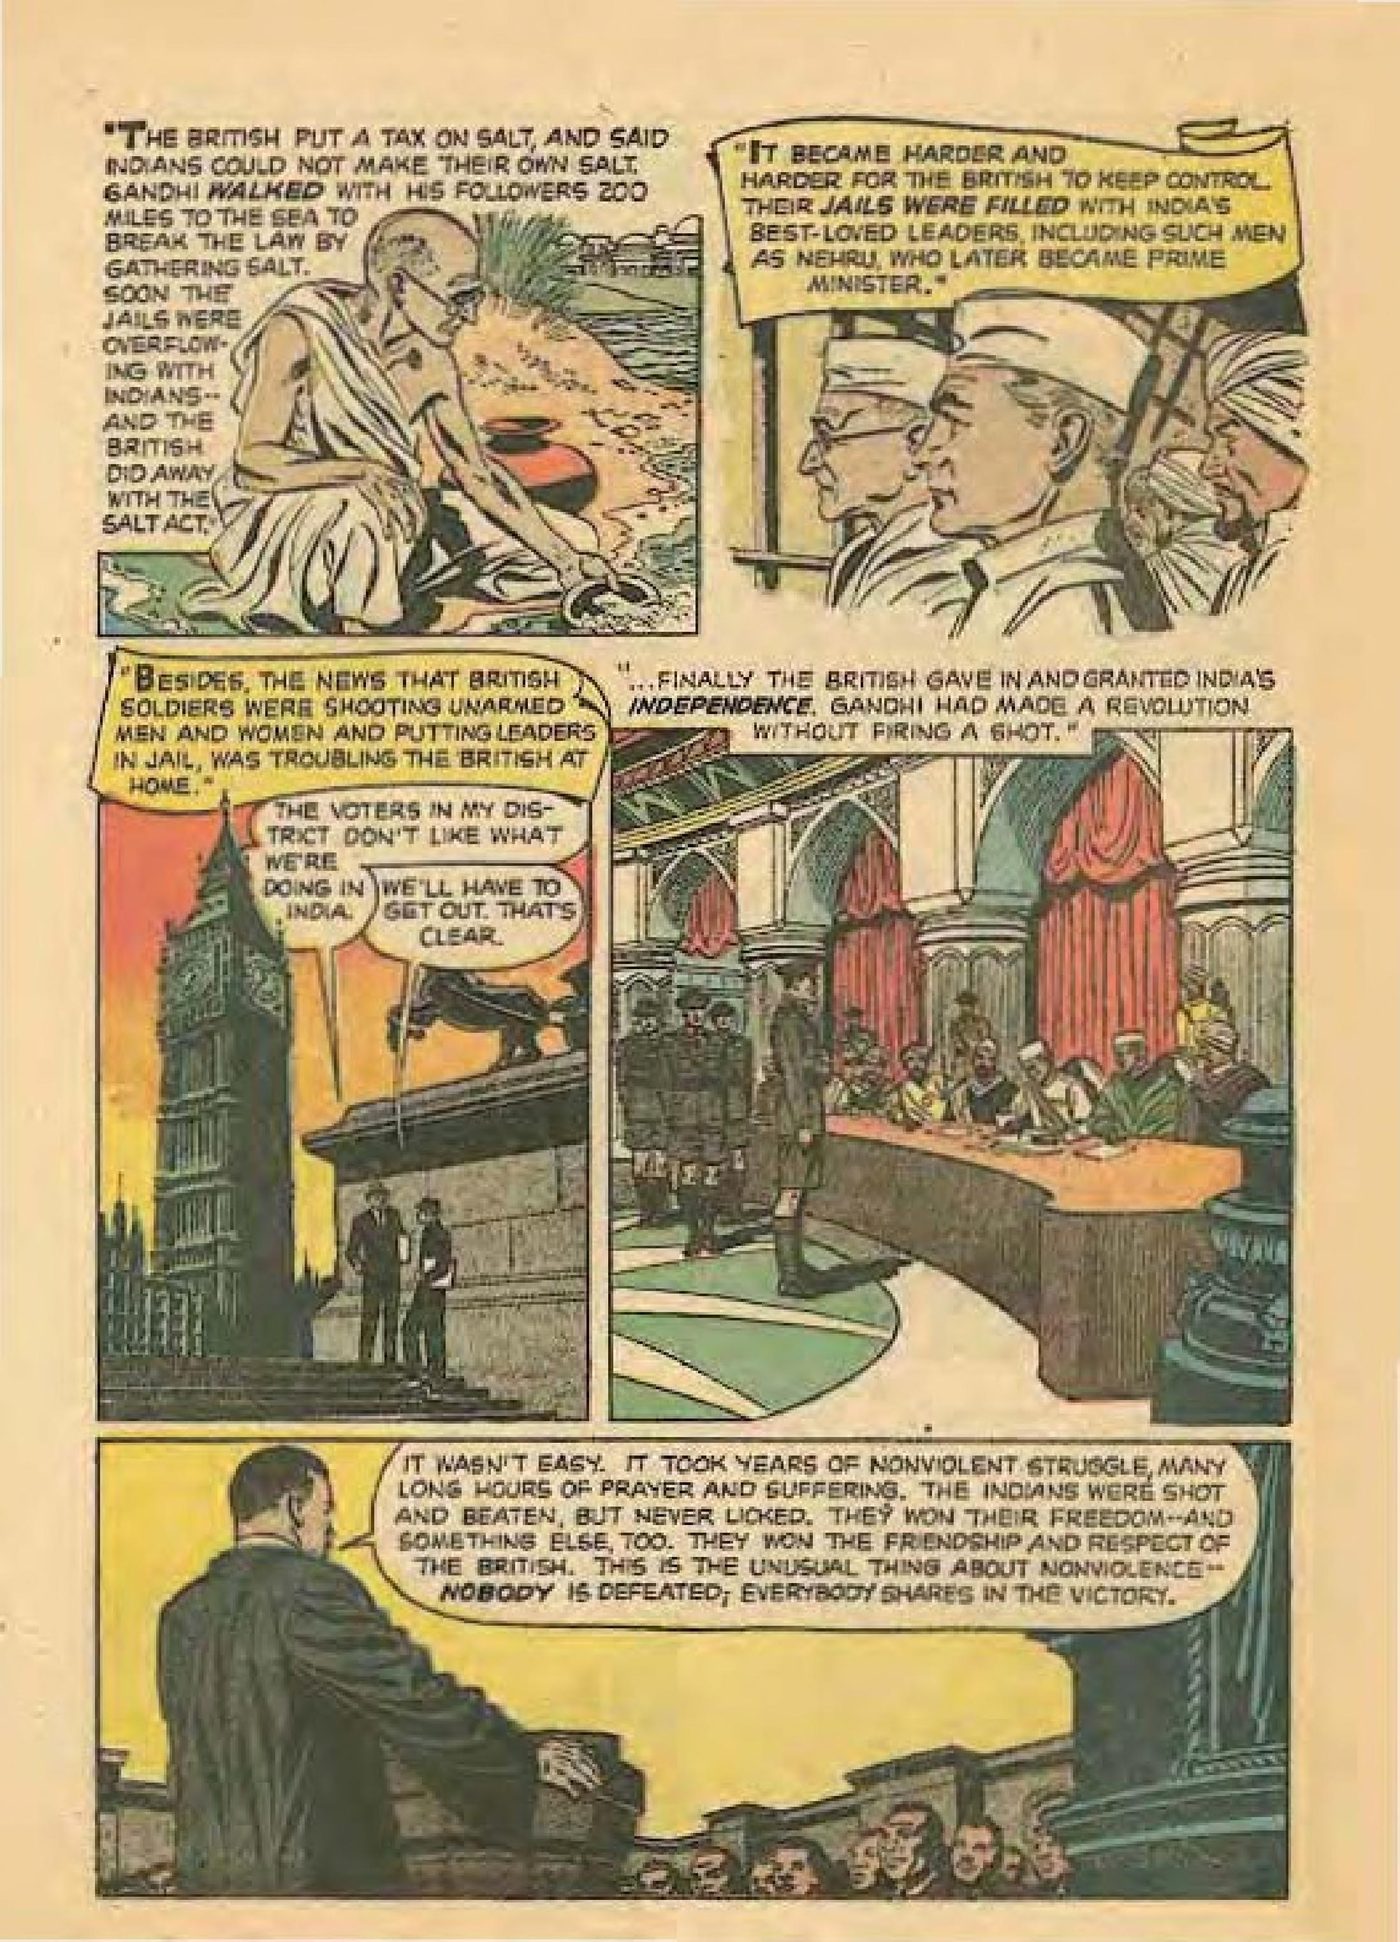 "THE BRITISH PUT A TAX ON SALT, AND SAID
INDIANS COULD NOT MAKE THEIR OWN SALT.
GANDHI WALKED WITH HIS FOLLOWERS 200
MILES TO THE SEA TO
BREAK THE LAW BY
GATHERING SALT.
SOON THE
JAILS WERE
OVERFLOW-
ING WITH
INDIANS--
AND THE
BRITISH
DID AWAY
WITH THE
SALT ACT."
"IT BECAME HARDER AND
HARDER FOR THE BRITISH TO KEEP CONTROL.
THEIR JAILS WERE FILLED WITH INDIA'S
BEST-LOVED LEADERS, INCLUDING SUCH MEN
AS NEHRU, WHO LATER BECAME PRIME
MINISTER."
"BESIDES, THE NEWS THAT BRITISH
SOLDIERS WERE SHOOTING UNARMED
MEN AND WOMEN AND PUTTING LEADERS
IN JAIL, WAS TROUBLING THE BRITISH AT
HOME."
THE VOTERS IN MY DIS-
TRICT DON'T LIKE WHAT
WE'RE
DOING IN
INDIA.
WE'LL HAVE TO
GET OUT. THAT'S
CLEAR.
"...FINALLY THE BRITISH GAVE IN AND GRANTED INDIA'S
INDEPENDENCE. GANDHI HAD MADE A REVOLUTION
WITHOUT FIRING A SHOT."
IT WASN'T EASY. IT TOOK YEARS OF NONVIOLENT STRUGGLE, MANY
LONG HOURS OF PRAYER AND SUFFERING. THE INDIANS WERE SHOT
AND BEATEN, BUT NEVER LICKED. THEY WON THEIR FREEDOM--AND
SOMETHING ELSE, TOO. THEY WON THE FRIENDSHIP AND RESPECT OF
THE BRITISH. THIS IS THE UNUSUAL THING ABOUT NONVIOLENCE--
NOBODY IS DEFEATED; EVERYBODY SHARES IN THE VICTORY.